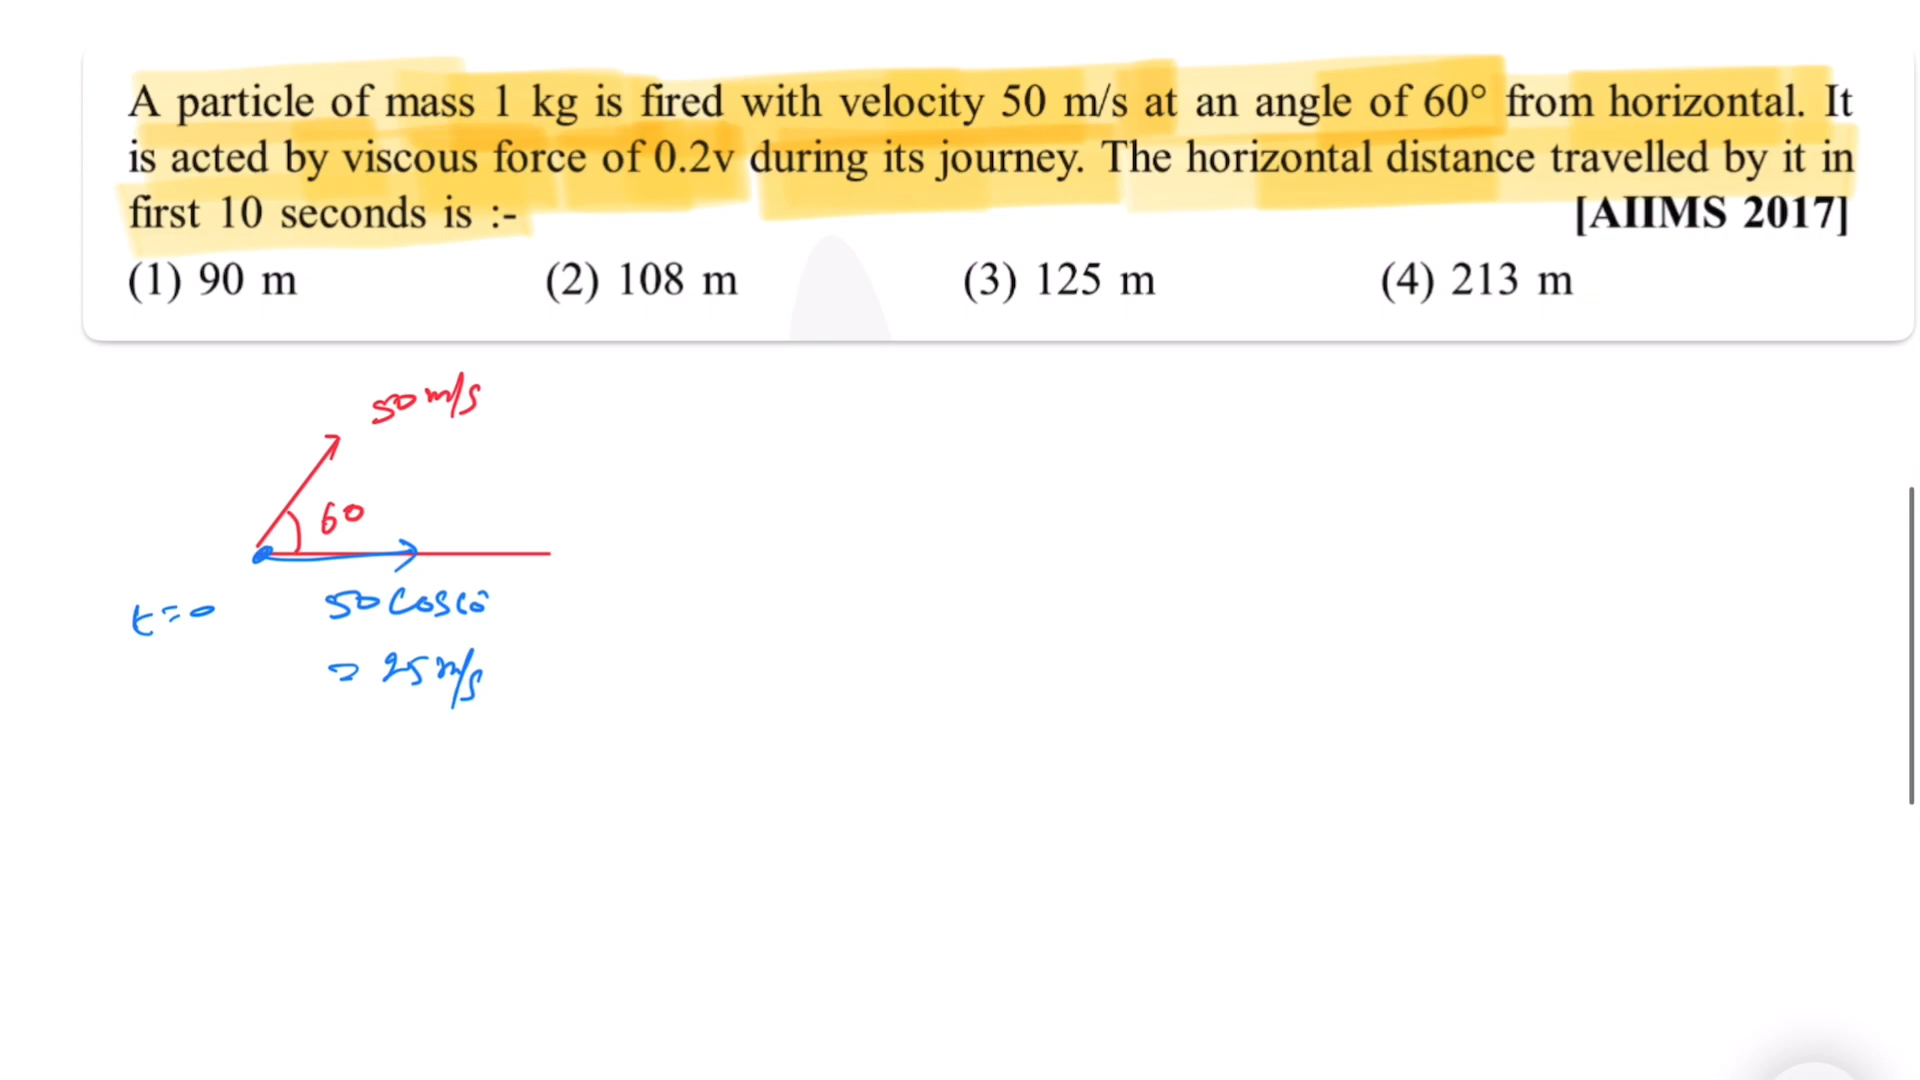 A particle of mass 1 kg is fired with velocity 50 m/s at an angle of 60° from horizontal. It
is acted by viscous force of 0.2v during its journey. The horizontal distance travelled by it in
first 10 seconds is :- [AIIMS 2017]
(1) 90 m (2) 108 m (3) 125 m (4) 213 m
50 m/s
60
t=0 50 cos60
= 25 m/s